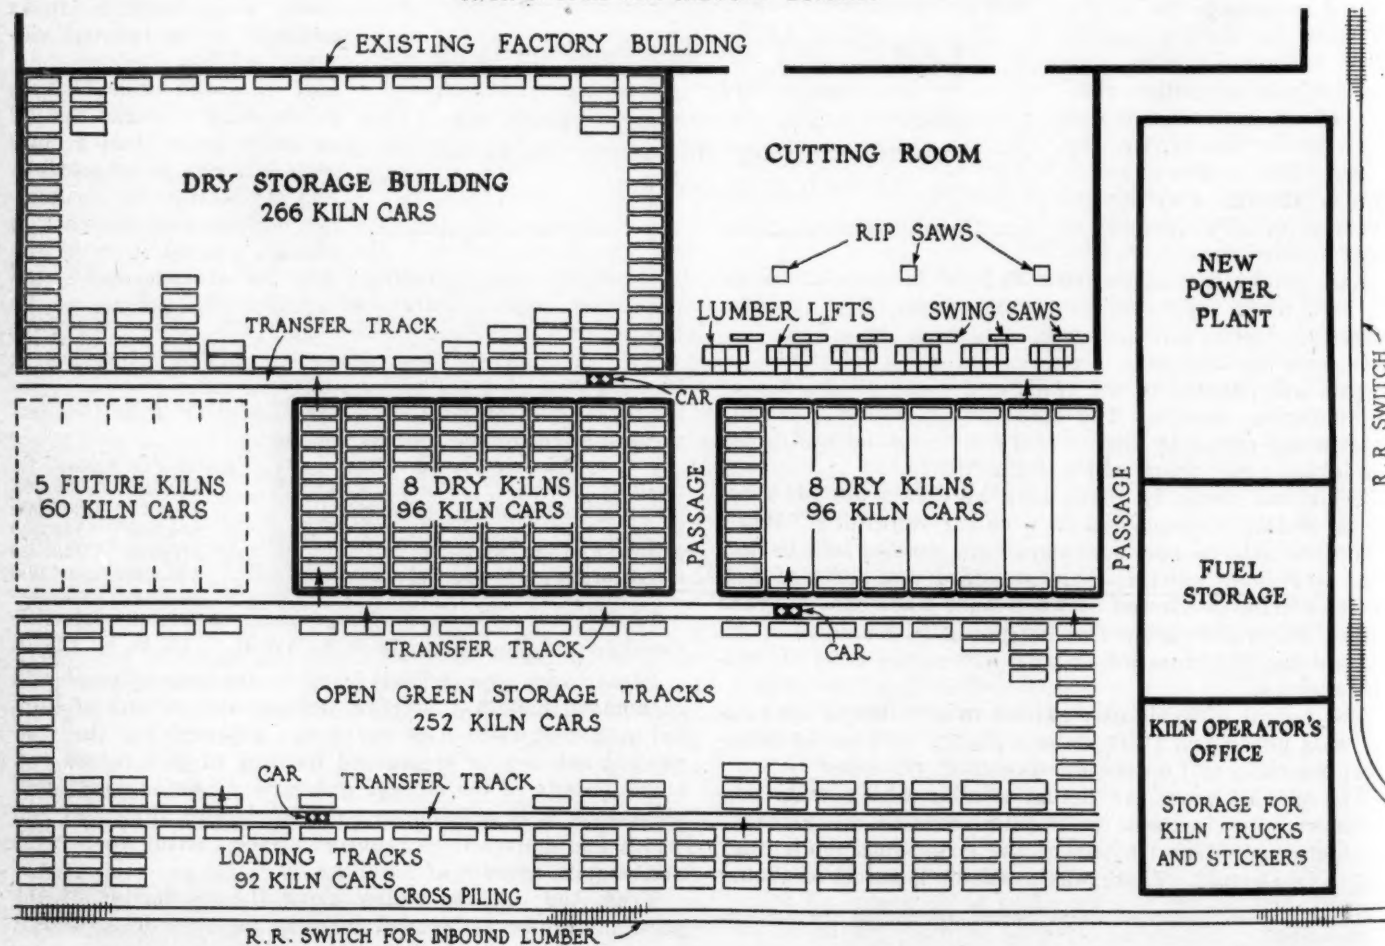 EXISTING FACTORY BUILDING
DRY STORAGE BUILDING
266 KILN CARS
CUTTING ROOM
RIP SAWS
LUMBER LIFTS
SWING SAWS
TRANSFER TRACK
CAR
NEW
POWER
PLANT
R.R. SWITCH
5 FUTURE KILNS
60 KILN CARS
8 DRY KILNS
96 KILN CARS
PASSAGE
8 DRY KILNS
96 KILN CARS
PASSAGE
FUEL
STORAGE
TRANSFER TRACK
CAR
OPEN GREEN STORAGE TRACKS
252 KILN CARS
KILN OPERATOR'S
OFFICE
CAR
TRANSFER TRACK
STORAGE FOR
KILN TRUCKS
AND STICKERS
LOADING TRACKS
92 KILN CARS
CROSS PILING
R.R. SWITCH FOR INBOUND LUMBER